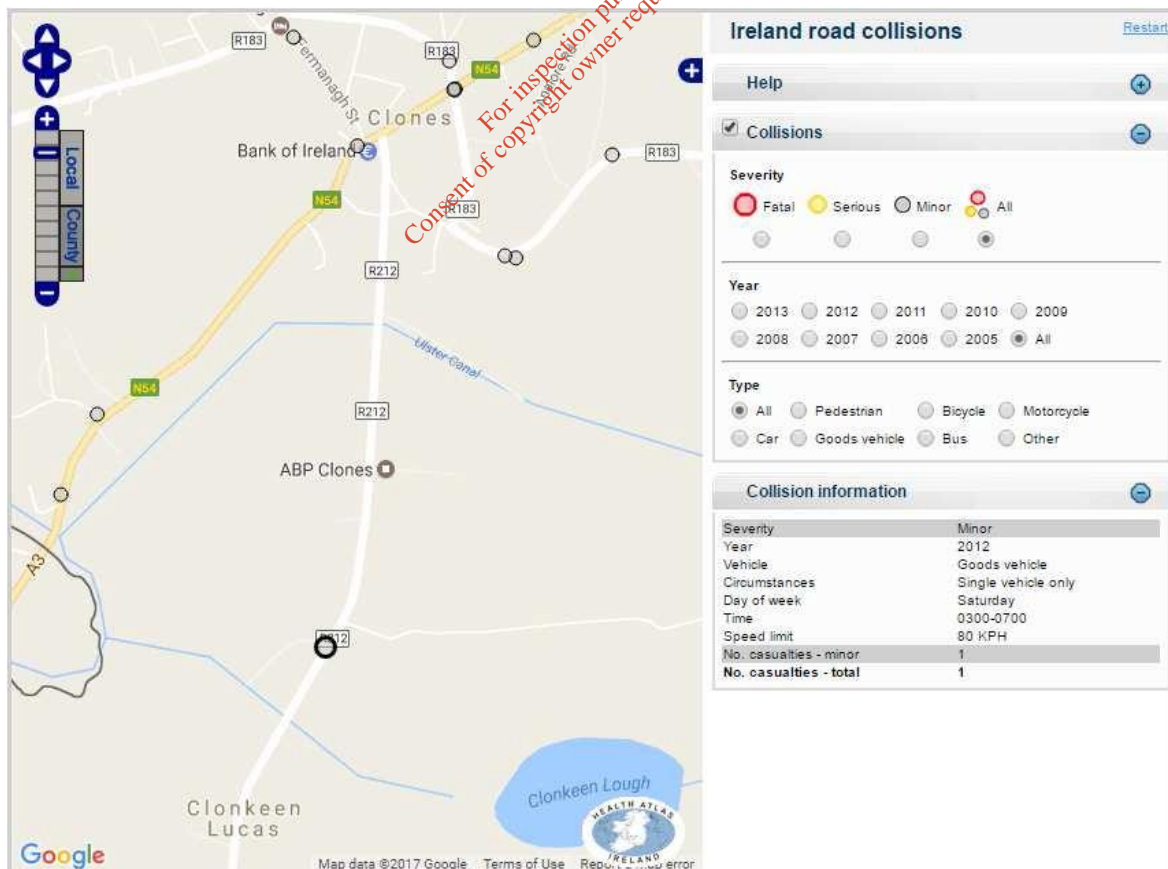 For inspection pu
Consent of copyright owner requ
R183
Fermanagh St
R183
N54
Clones
Bank of Ireland
€
R183
N54
R183
R212
Ulster Canal
N54
R212
ABP Clones
A3
Clonkeen Lough
Clonkeen
Lucas
HEALTH ATLAS
IRELAND
Google
Map data ©2017 Google Terms of Use
Local
County
Ireland road collisions Restart
Help
Collisions
Severity
Fatal Serious Minor All
Year
2013 2012 2011 2010 2009
2008 2007 2006 2005 All
Type
All Pedestrian Bicycle Motorcycle
Car Goods vehicle Bus Other
Collision information
Severity Minor
Year 2012
Vehicle Goods vehicle
Circumstances Single vehicle only
Day of week Saturday
Time 0300-0700
Speed limit 80 KPH
No. casualties - minor 1
No. casualties - total 1